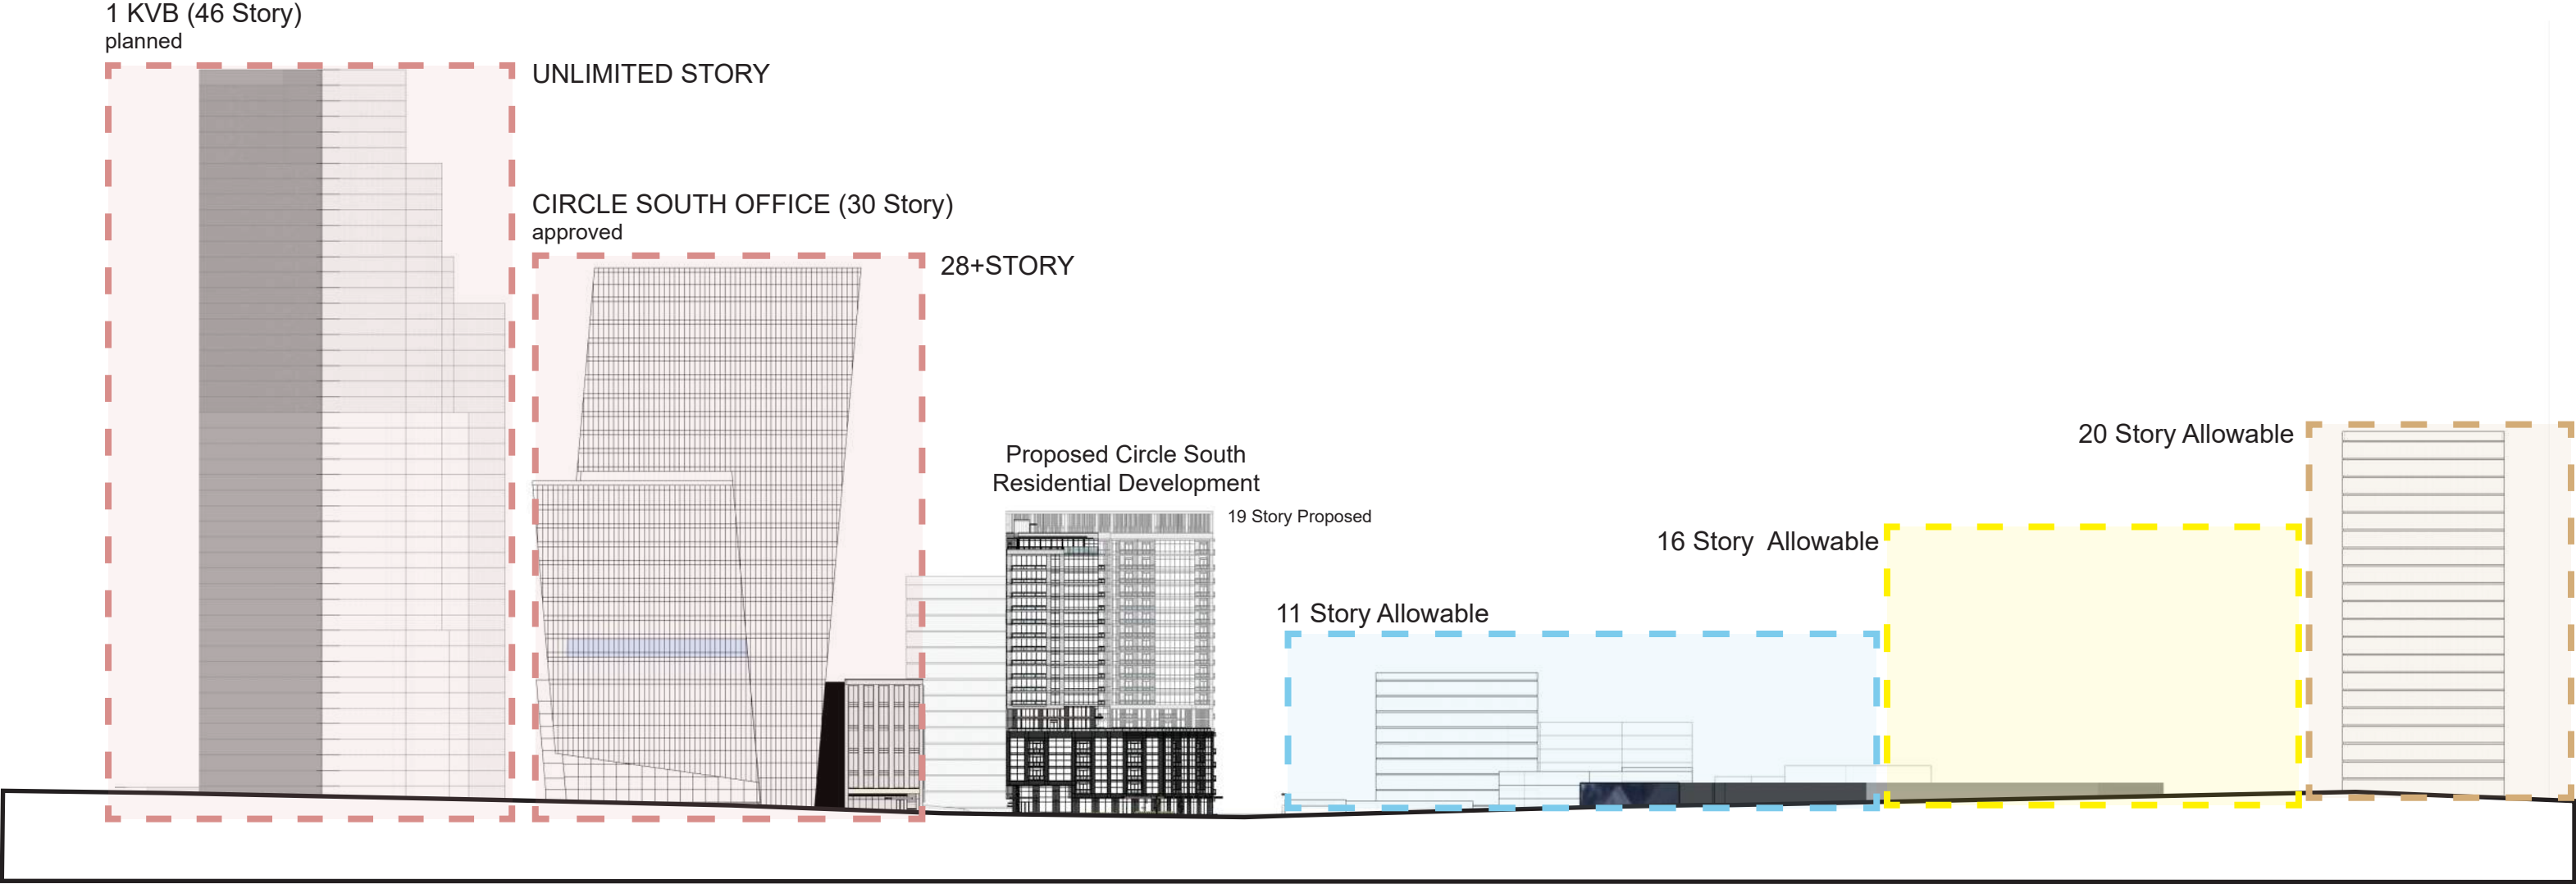 1 KVB (46 Story)
planned
UNLIMITED STORY
CIRCLE SOUTH OFFICE (30 Story)
approved
28+STORY
Proposed Circle South
Residential Development
19 Story Proposed
11 Story Allowable
16 Story  Allowable
20 Story Allowable